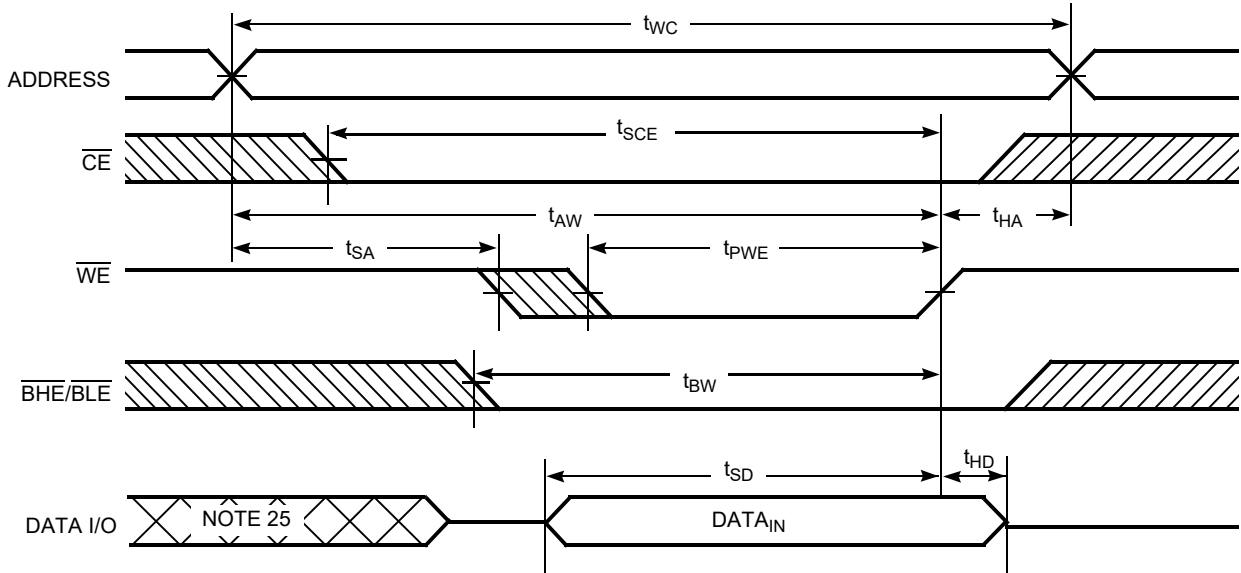 tWC
ADDRESS
tSCE
CE
tAW
tHA
tSA
tPWE
WE
tBW
BHE/BLE
tSD
tHD
DATA I/O
NOTE 25
DATAIN